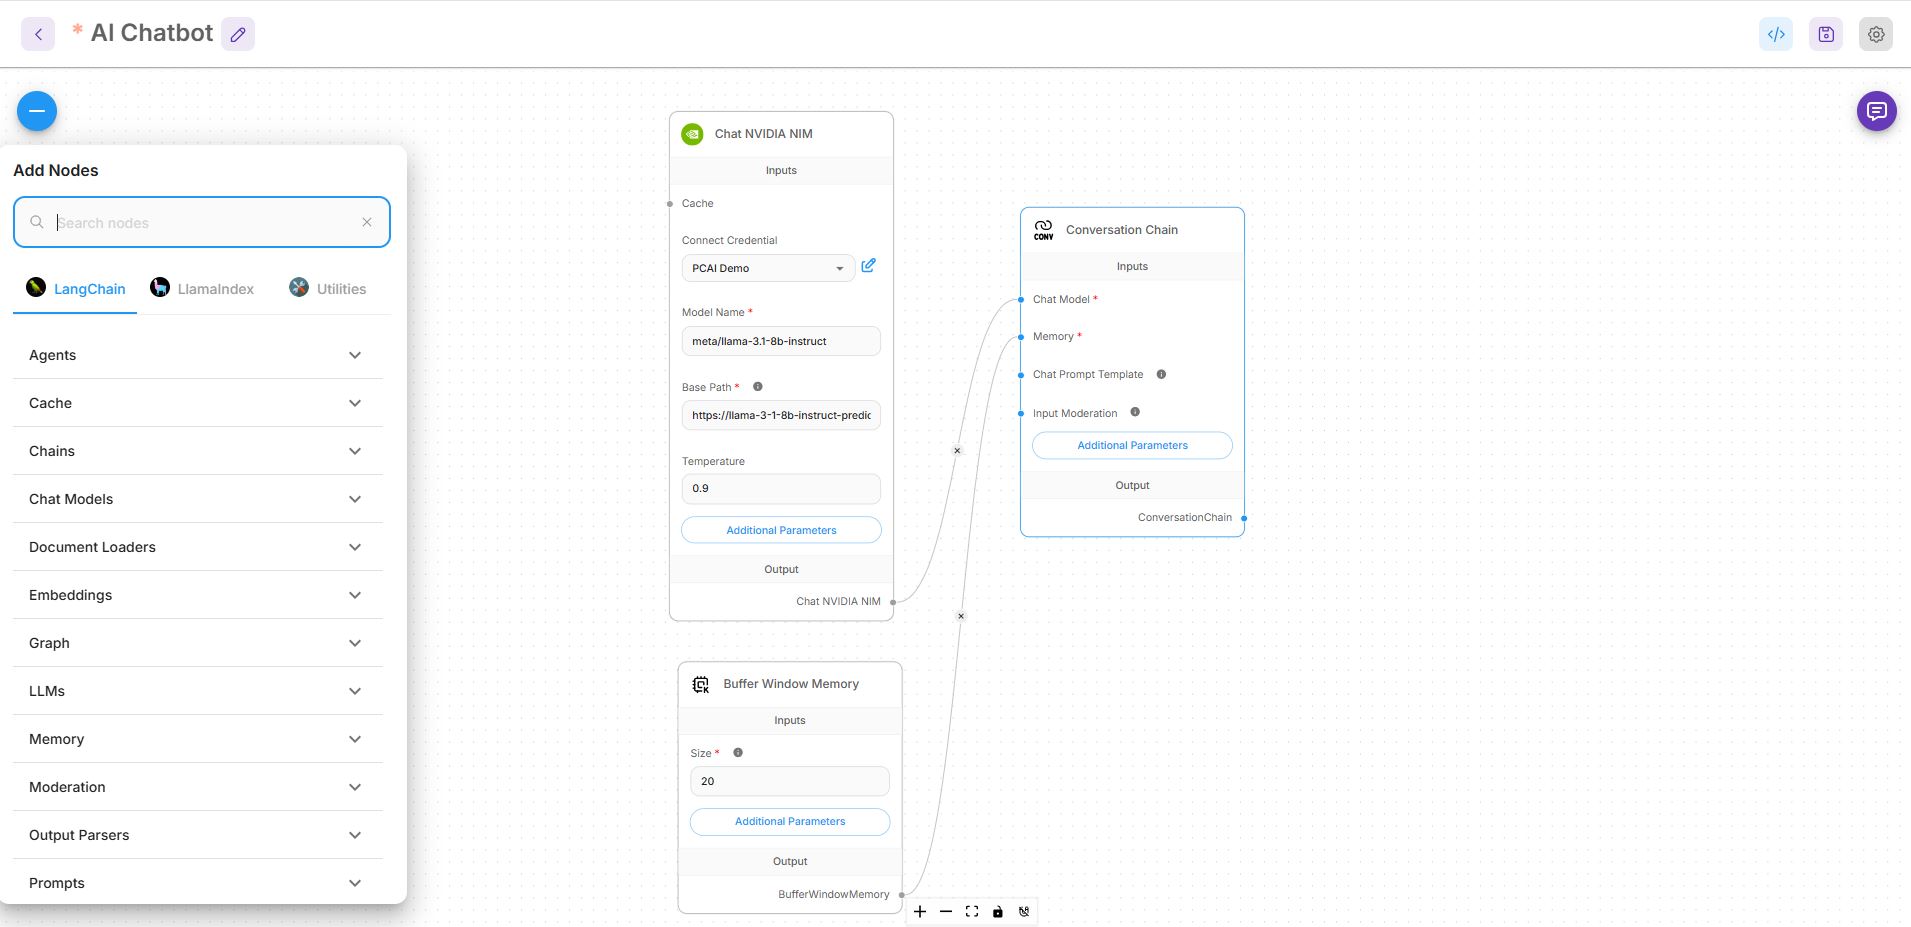 * AI Chatbot
Add Nodes
Search nodes
LangChain
LlamaIndex
Utilities
Agents
Cache
Chains
Chat Models
Document Loaders
Embeddings
Graph
LLMs
Memory
Moderation
Output Parsers
Prompts
Chat NVIDIA NIM
Inputs
Cache
Connect Credential
PCAI Demo
Model Name *
meta/llama-3.1-8b-instruct
Base Path *
https://llama-3-1-8b-instruct-predic
Temperature
0.9
Additional Parameters
Output
Chat NVIDIA NIM
Buffer Window Memory
Inputs
Size *
20
Additional Parameters
Output
BufferWindowMemory
CONV
Conversation Chain
Inputs
Chat Model *
Memory *
Chat Prompt Template
Input Moderation
Additional Parameters
Output
ConversationChain